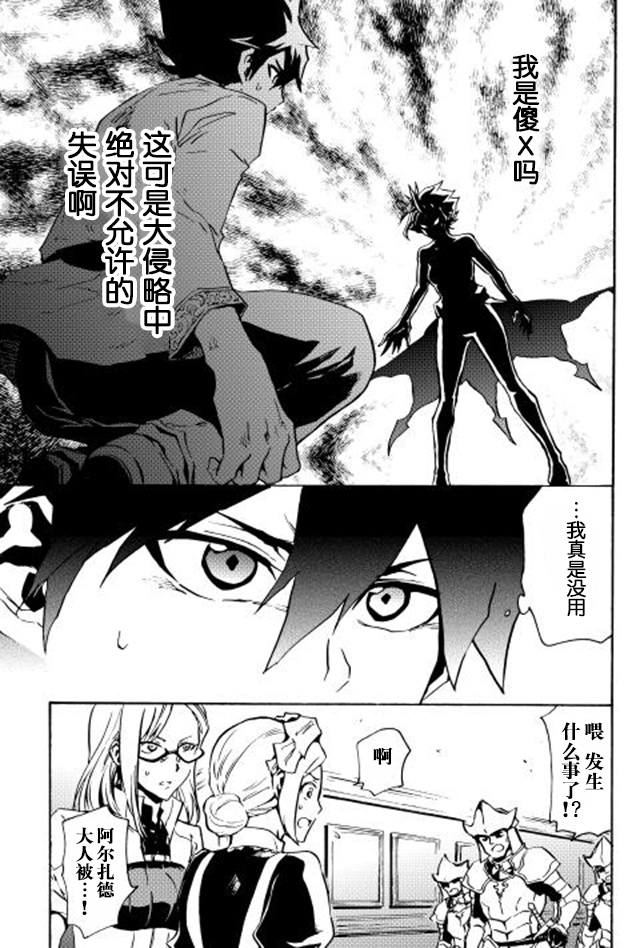 我是傻X吗
这可是大侵略中
绝对不允许的
失误啊
…我真是没用
喂 发生
什么事了!?
啊
阿尔扎德
大人被…!